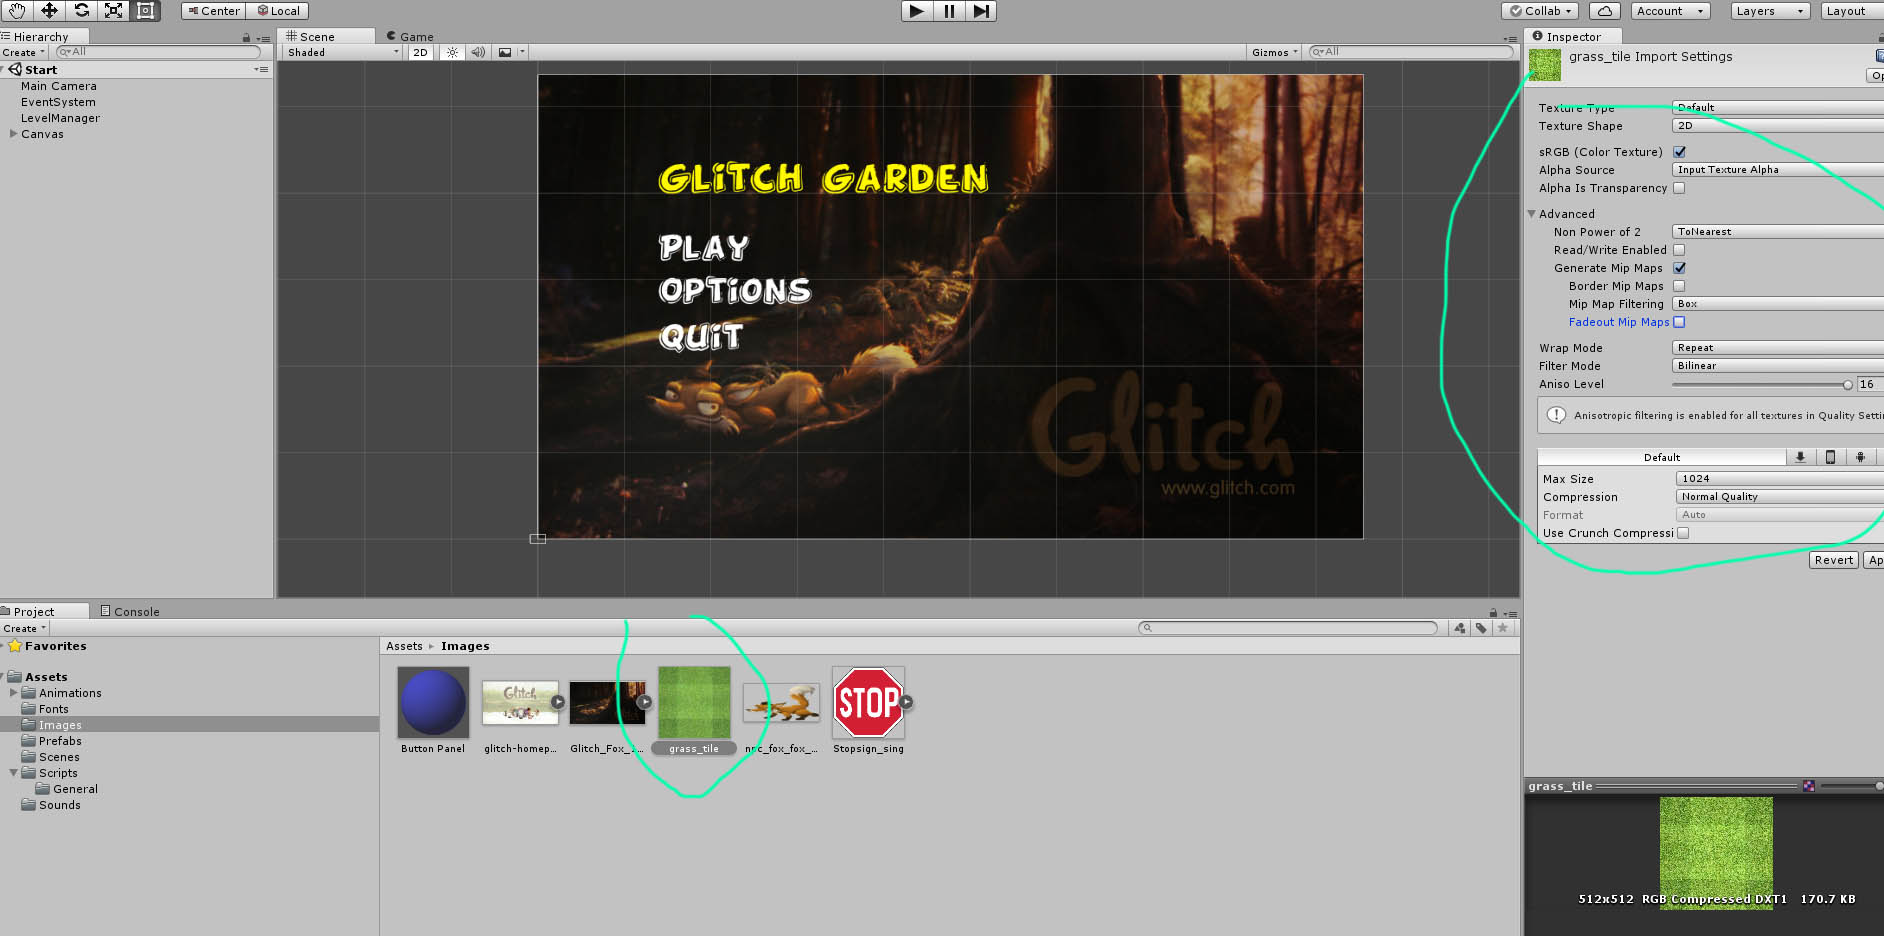 Center Local
Collab Account Layers Layout
Hierarchy
Create All
Start
Main Camera
EventSystem
LevelManager
Canvas
Scene Game
Shaded 2D Gizmos All
GLiTCH GARDEN
PLAY
OPTiONS
QUiT
Glitch
www.glitch.com
Inspector
grass_tile Import Settings
Op
Texture Type Default
Texture Shape 2D
sRGB (Color Texture)
Alpha Source Input Texture Alpha
Alpha Is Transparency
Advanced
Non Power of 2 ToNearest
Read/Write Enabled
Generate Mip Maps
Border Mip Maps
Mip Map Filtering Box
Fadeout Mip Maps
Wrap Mode Repeat
Filter Mode Bilinear
Aniso Level 16
Anisotropic filtering is enabled for all textures in Quality Setti
Default
Max Size 1024
Compression Normal Quality
Format Auto
Use Crunch Compressi
Revert Ap
Project Console
Create
Favorites
Assets
Animations
Fonts
Images
Prefabs
Scenes
Scripts
General
Sounds
Assets Images
Glitch
STOP
Button Panel glitch-homep... Glitch_Fox_1... grass_tile npc_fox_fox_... Stopsign_sing
grass_tile
512x512 RGB Compressed DXT1 170.7 KB